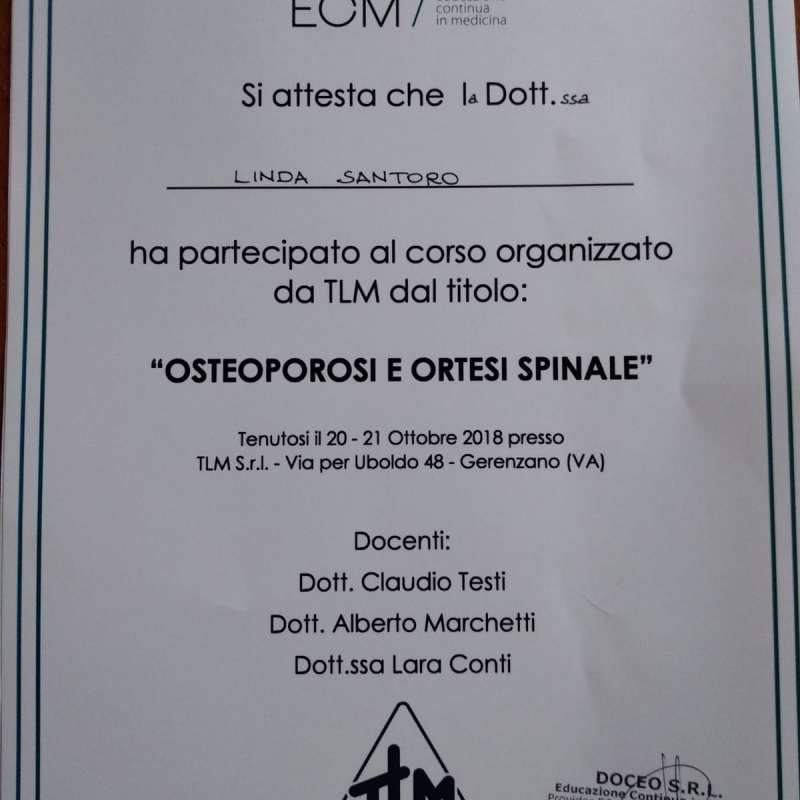 ECM/
continua
in medicina
Si attesta che la Dott.ssa
LINDA SANTORO
ha partecipato al corso organizzato
da TLM dal titolo:
“OSTEOPOROSI E ORTESI SPINALE”
Tenutosi il 20 - 21 Ottobre 2018 presso
TLM S.r.l. - Via per Uboldo 48 - Gerenzano (VA)
Docenti:
Dott. Claudio Testi
Dott. Alberto Marchetti
Dott.ssa Lara Conti
TLM
DOCEO S.R.L.
Educazione